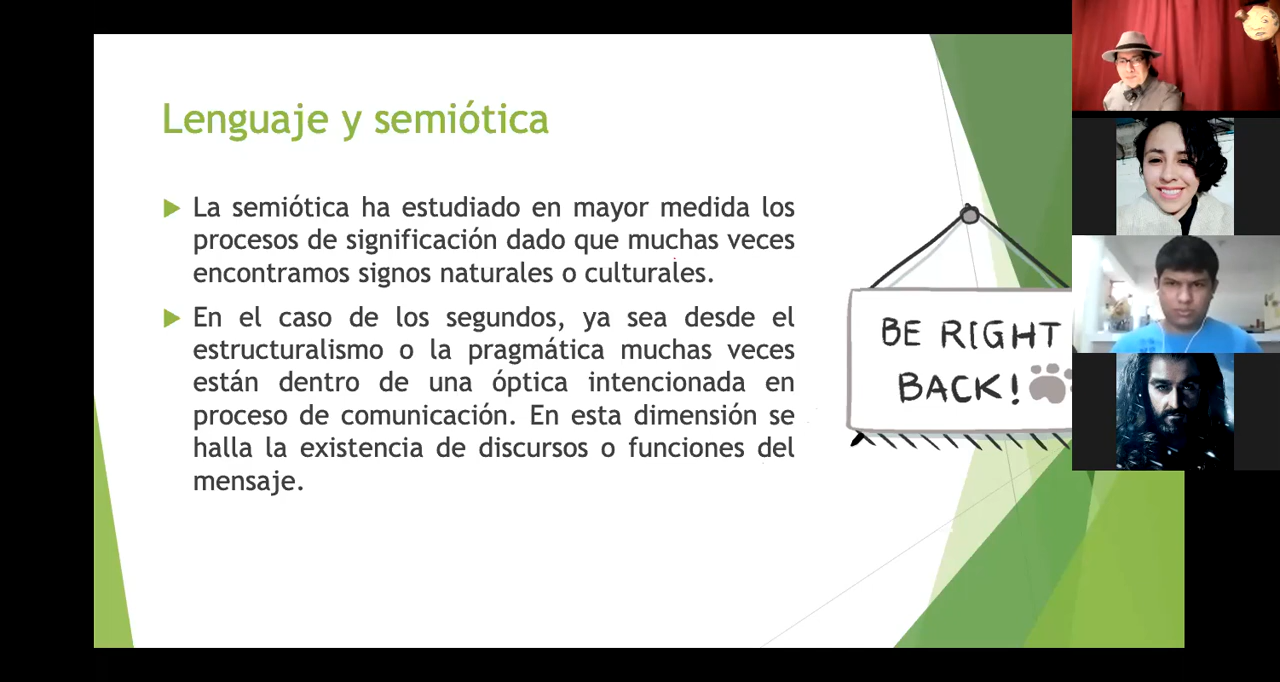 Lenguaje y semiótica
La semiótica ha estudiado en mayor medida los
procesos de significación dado que muchas veces
encontramos signos naturales o culturales.
En el caso de los segundos, ya sea desde el
estructuralismo o la pragmática muchas veces
están dentro de una óptica intencionada en
proceso de comunicación. En esta dimensión se
halla la existencia de discursos o funciones del
mensaje.
BE RIGHT
BACK!